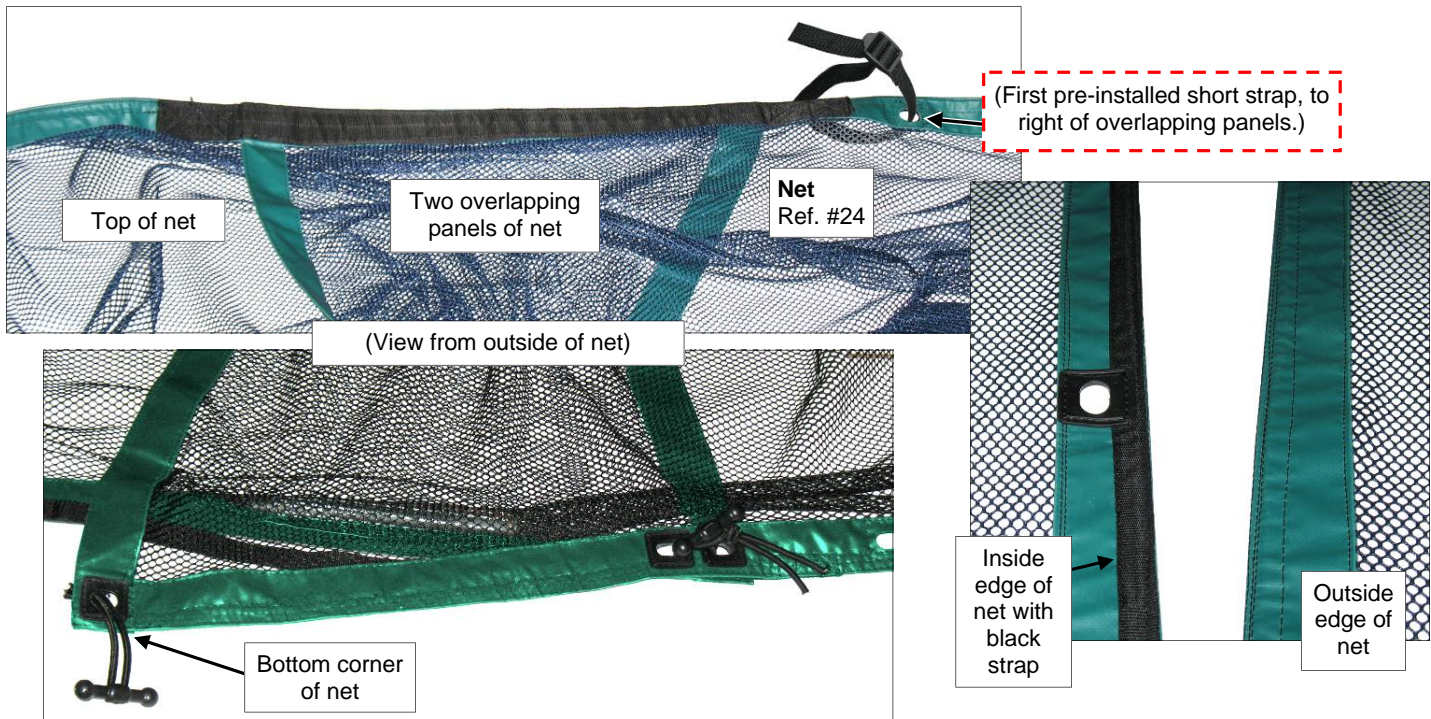 (First pre-installed short strap, to
right of overlapping panels.)
Top of net
Two overlapping
panels of net
Net
Ref. #24
(View from outside of net)
Inside
edge of
net with
black
strap
Outside
edge of
net
Bottom corner
of net